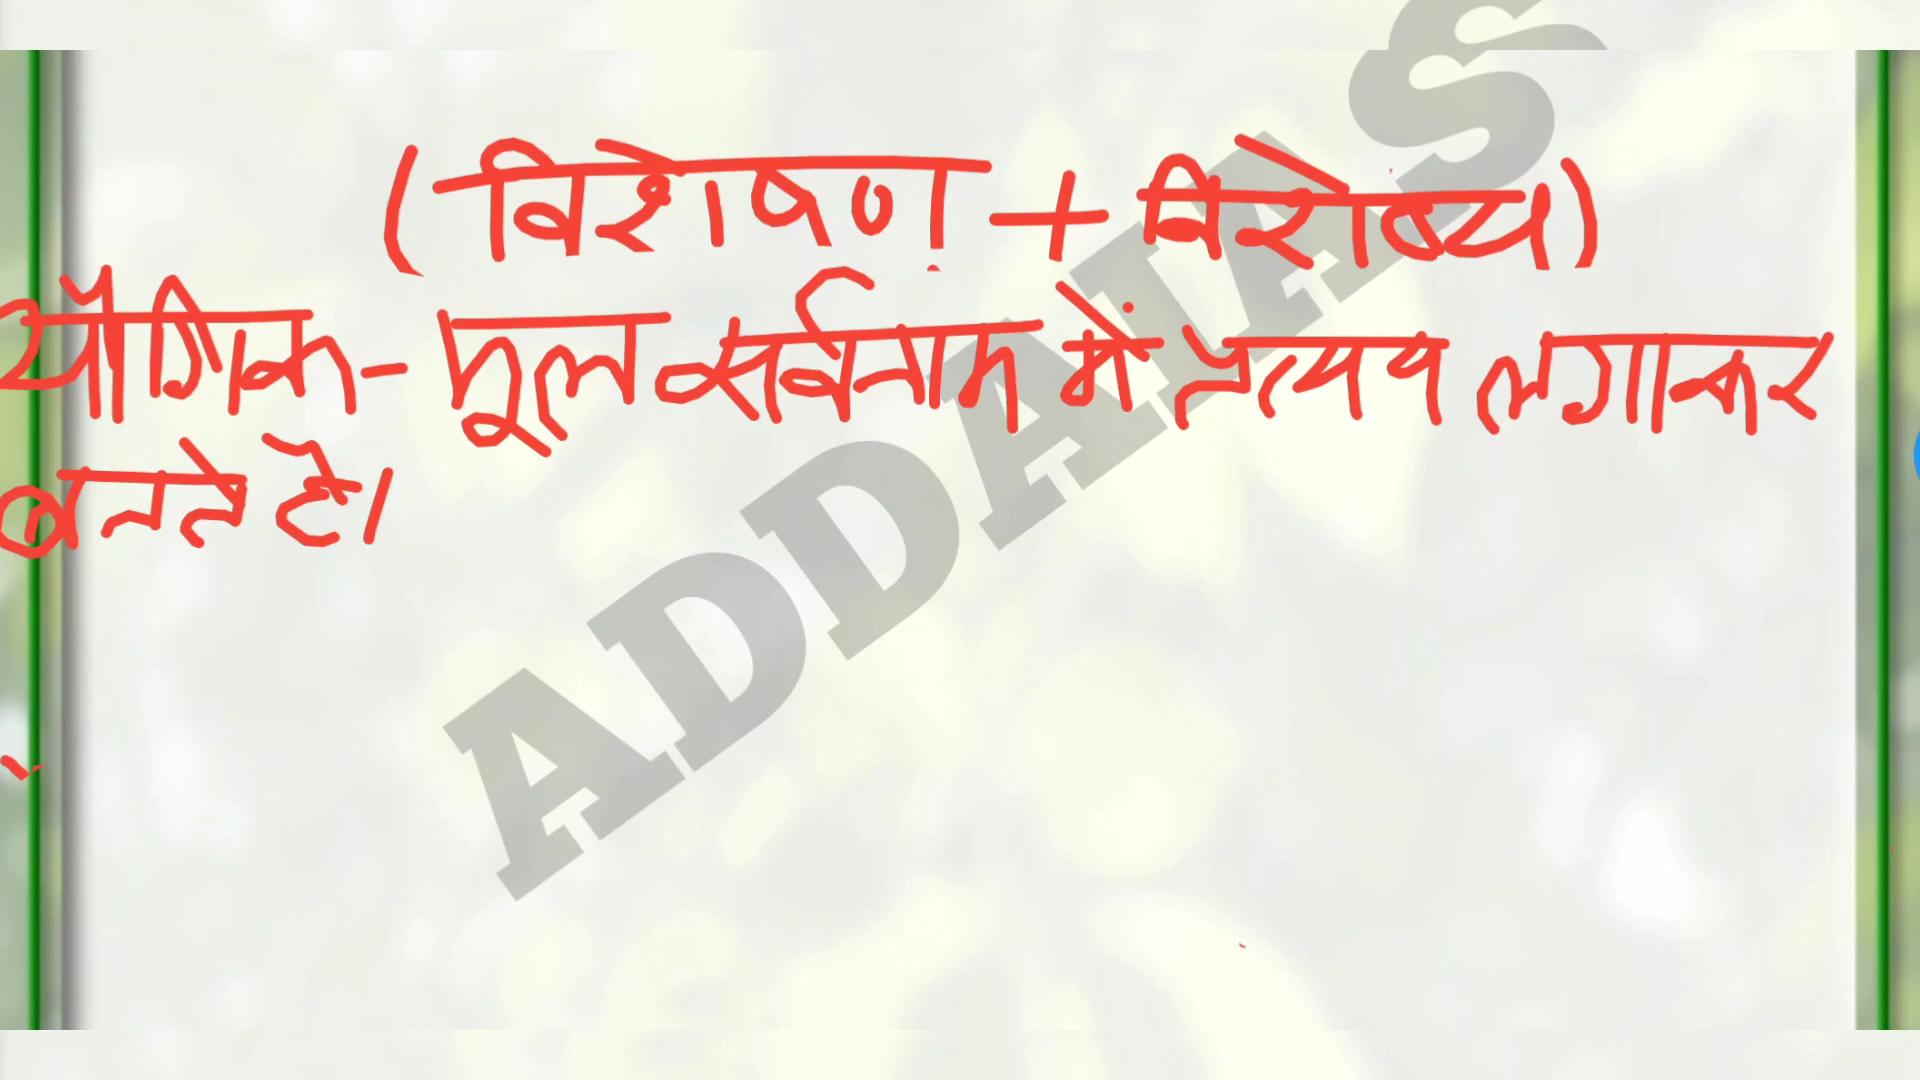 (विशेषण + विशेष्य)
यौगिक - मूल सर्वनाम में प्रत्यय लगाकर
बनते है।
ADDAIAS